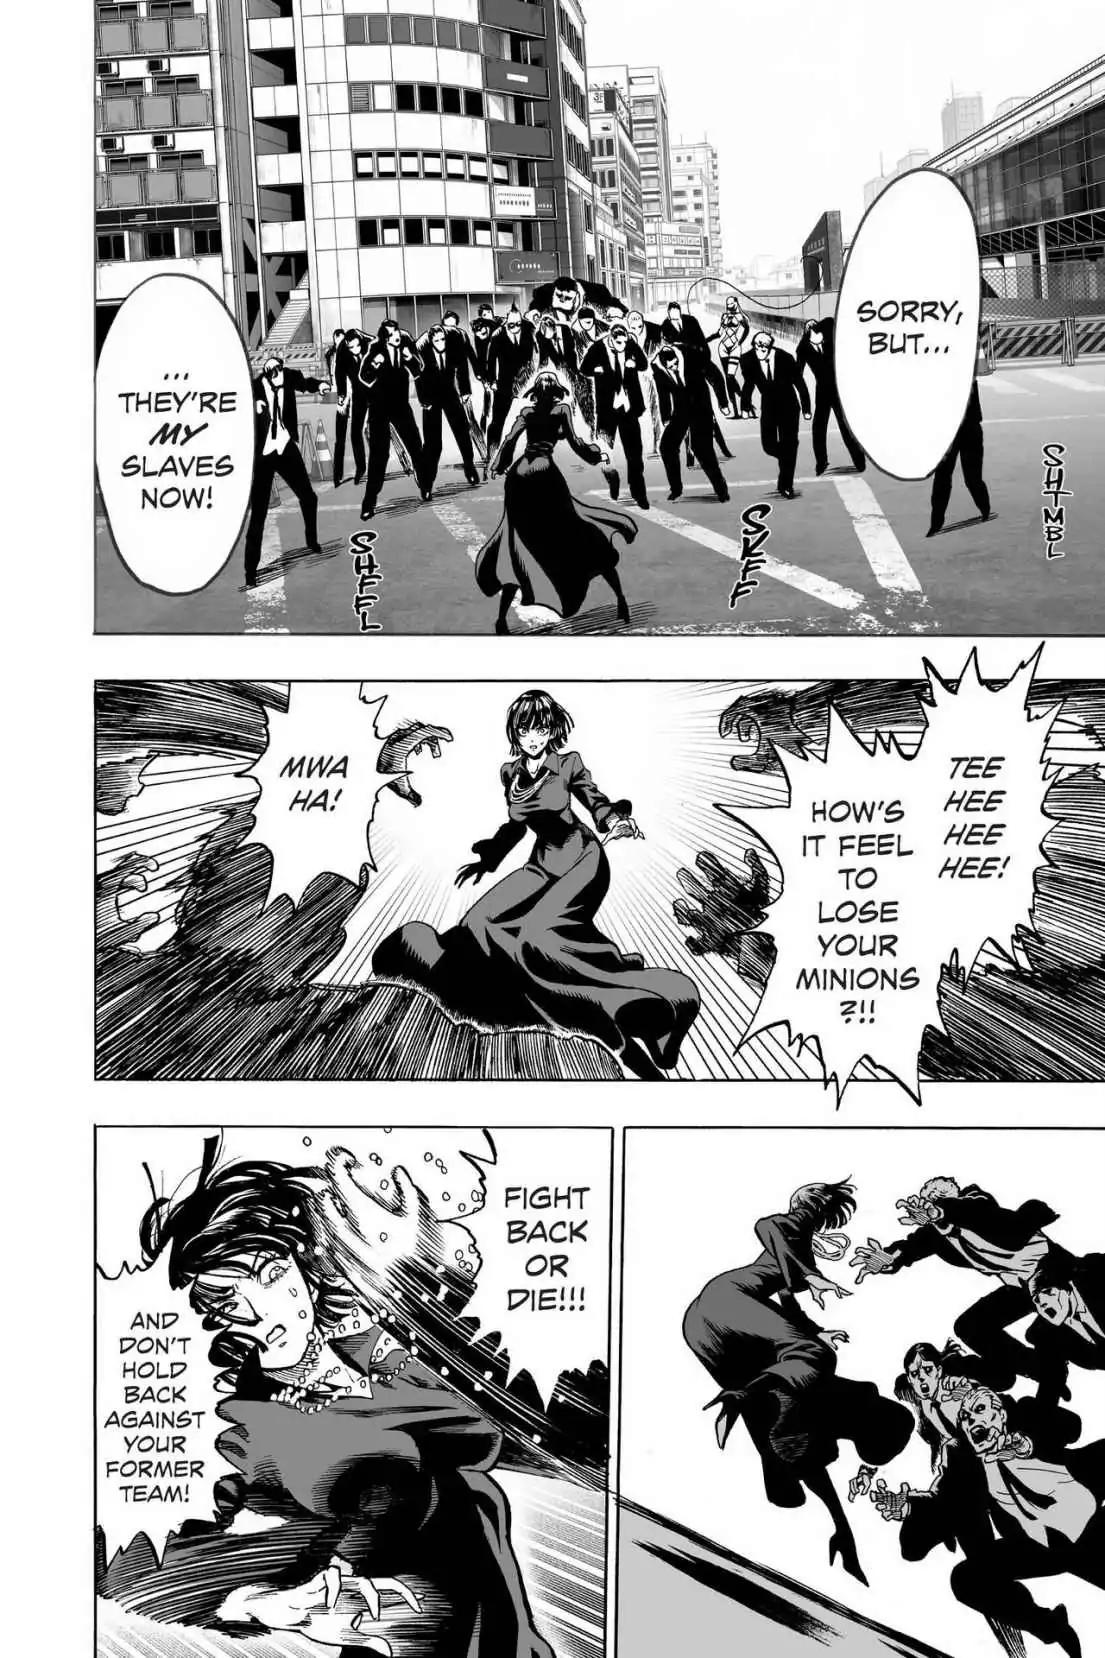 SORRY,
BUT...
...
THEY'RE
MY
SLAVES
NOW!
SHTMBL
SKFF
SHFFL
3F
TEE
HEE
HEE
HEE!
HOW'S
IT FEEL
TO
LOSE
YOUR
MINIONS
?!!
MWA
HA!
FIGHT
BACK
OR
DIE!!!
AND
DON'T
HOLD
BACK
AGAINST
YOUR
FORMER
TEAM!